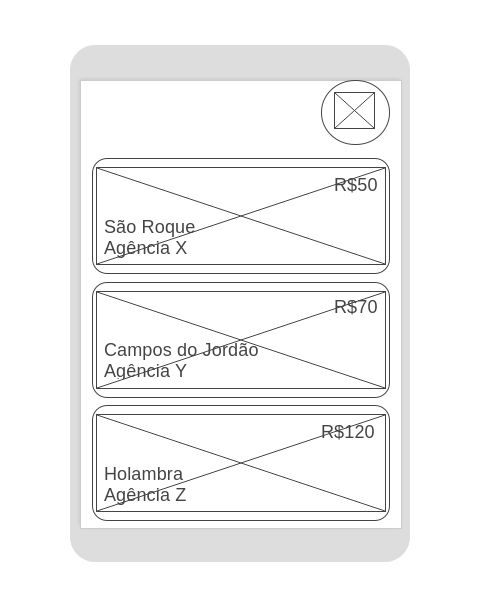 R$50
São Roque
Agência X
R$70
Campos do Jordão
Agência Y
R$120
Holambra
Agência Z